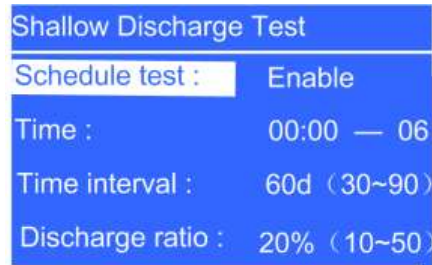 Shallow Discharge Test
Schedule test : Enable
Time : 00:00 — 06
Time interval : 60d（30~90）
Discharge ratio : 20%（10~50）